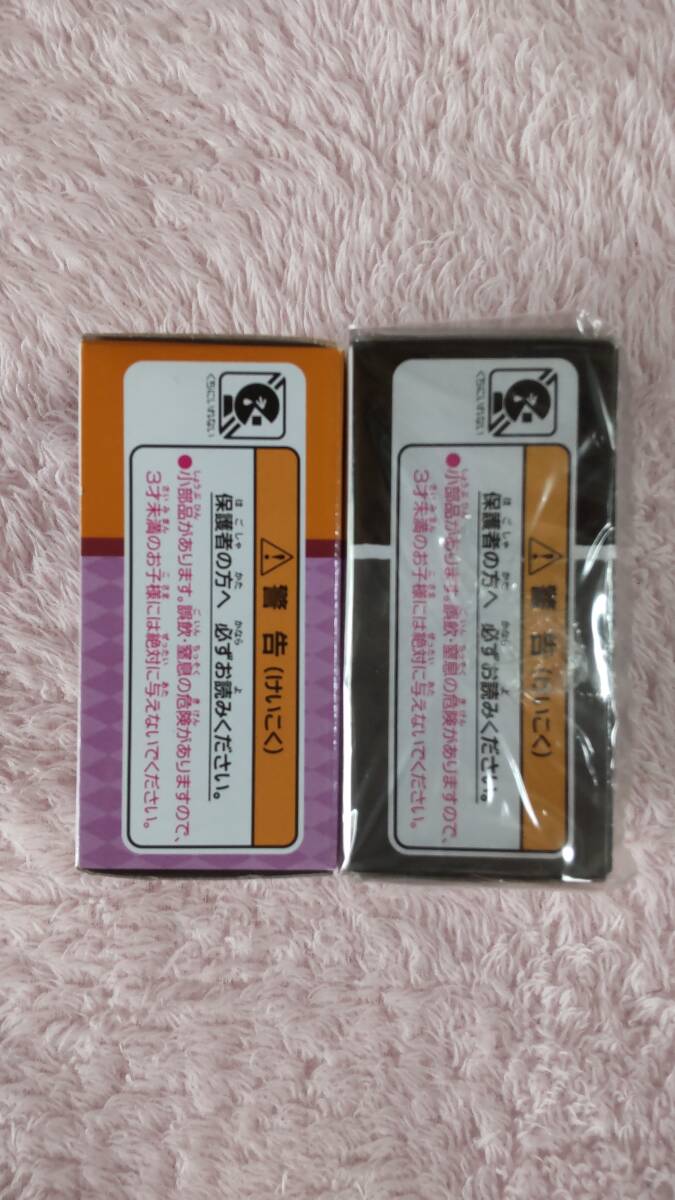 くちにいれない
警告(けいこく)
保護者の方へ 必ずお読みください。
●小部品があります。誤飲・窒息の危険がありますので、
3才未満のお子様には絶対に与えないでください。
くちにいれない
警告(けいこく)
保護者の方へ 必ずお読みください。
●小部品があります。誤飲・窒息の危険がありますので、
3才未満のお子様には絶対に与えないでください。